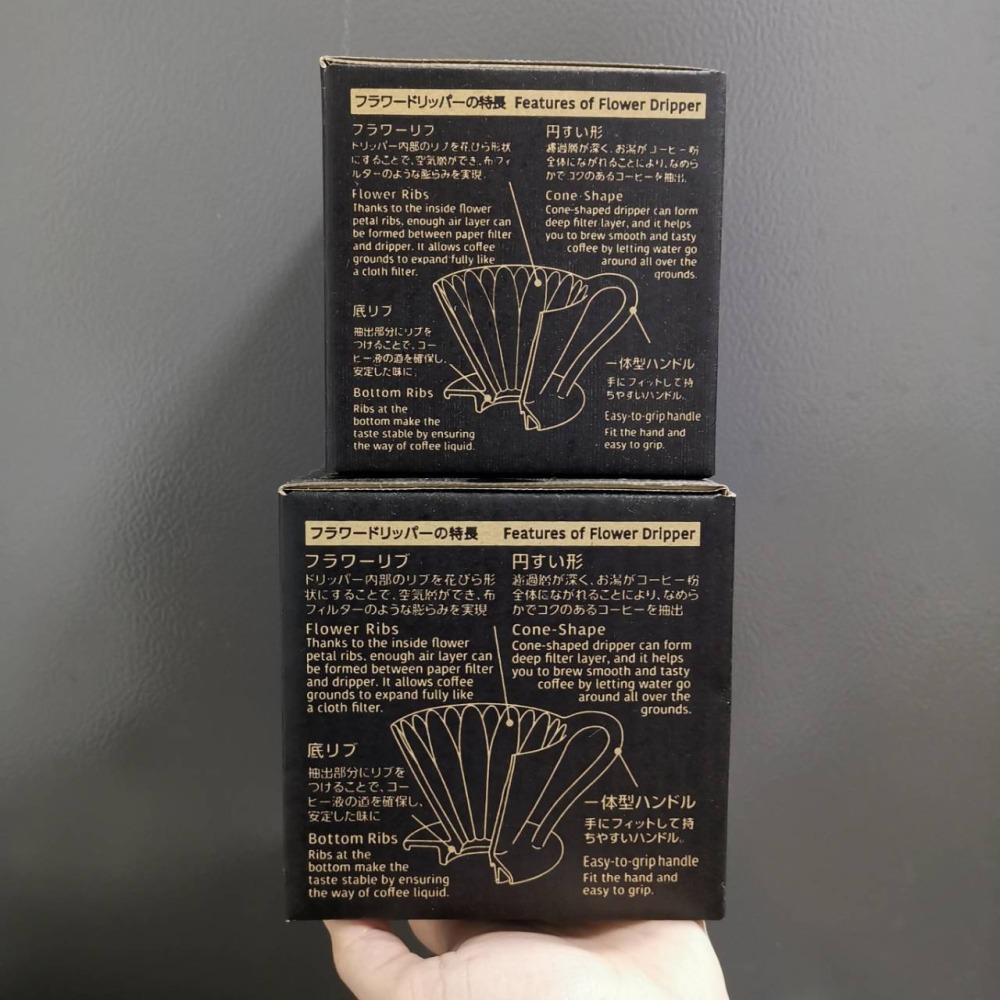 フラワードリッパーの特長 Features of Flower Dripper
フラワーリブ
ドリッパー内部のリブを花びら形状
にすることで、空気層ができ、布フィ
ルターのような膨らみを実現
Flower Ribs
Thanks to the inside flower
petal ribs, enough air layer can
be formed between paper filter
and dripper. It allows coffee
grounds to expand fully like
a cloth filter.
円すい形
濾過層が深く、お湯がコーヒー粉
全体にながれることにより、なめら
かでコクのあるコーヒーを抽出。
Cone-Shape
Cone-shaped dripper can form
deep filter layer, and it helps
you to brew smooth and tasty
coffee by letting water go
around all over the
grounds.
底リブ
抽出部分にリブを
つけることで、コー
ヒー液の道を確保し、
安定した味に
Bottom Ribs
Ribs at the
bottom make the
taste stable by ensuring
the way of coffee liquid.
一体型ハンドル
手にフィットして持
ちやすいハンドル。
Easy-to-grip handle
Fit the hand and
easy to grip.
フラワードリッパーの特長 Features of Flower Dripper
フラワーリブ
ドリッパー内部のリブを花びら形
状にすることで、空気層ができ、布
フィルターのような膨らみを実現
Flower Ribs
Thanks to the inside flower
petal ribs, enough air layer can
be formed between paper filter
and dripper. It allows coffee
grounds to expand fully like
a cloth filter.
円すい形
濾過層が深く、お湯がコーヒー粉
全体にながれることにより、なめら
かでコクのあるコーヒーを抽出
Cone-Shape
Cone-shaped dripper can form
deep filter layer, and it helps
you to brew smooth and tasty
coffee by letting water go
around all over the
grounds.
底リブ
抽出部分にリブを
つけることで、コー
ヒー液の道を確保し、
安定した味に
Bottom Ribs
Ribs at the
bottom make the
taste stable by ensuring
the way of coffee liquid.
一体型ハンドル
手にフィットして持
ちやすいハンドル。
Easy-to-grip handle
Fit the hand and
easy to grip.